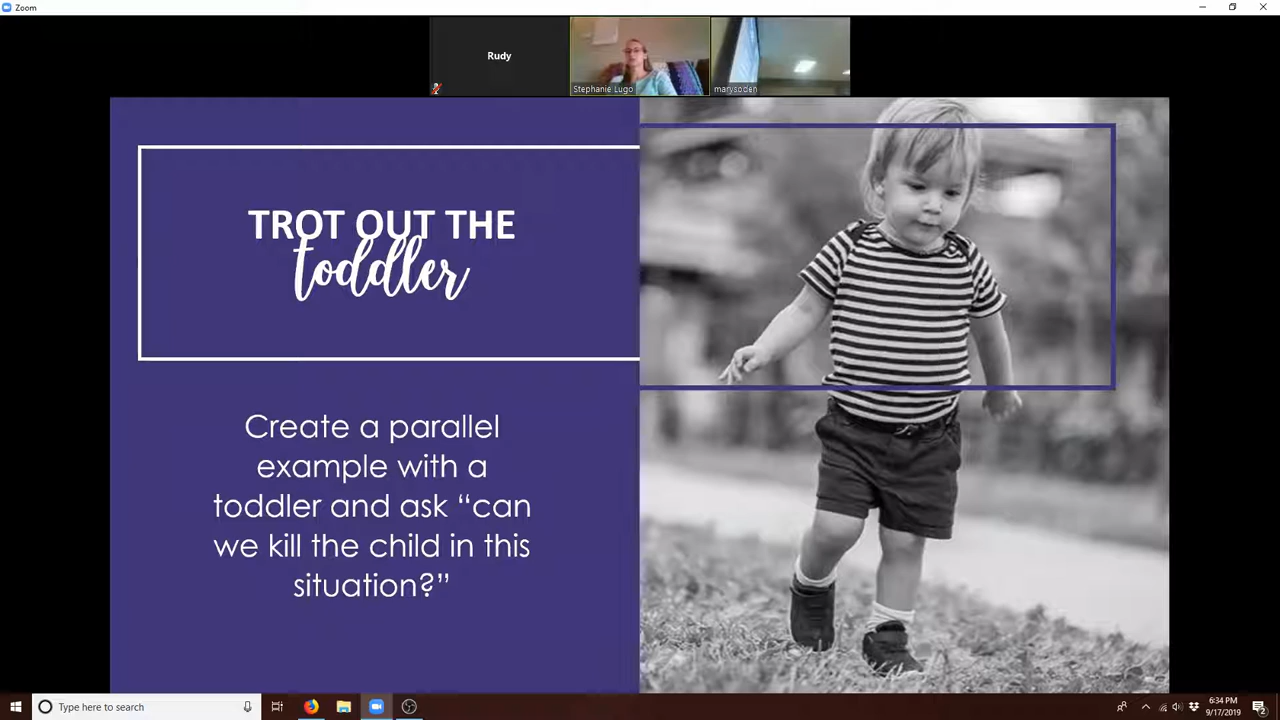 Zoom
Rudy
Stephanie Lugo
marysoden
TROT OUT THE
toddler
Create a parallel
example with a
toddler and ask “can
we kill the child in this
situation?”
Type here to search
6:34 PM
9/17/2019
2